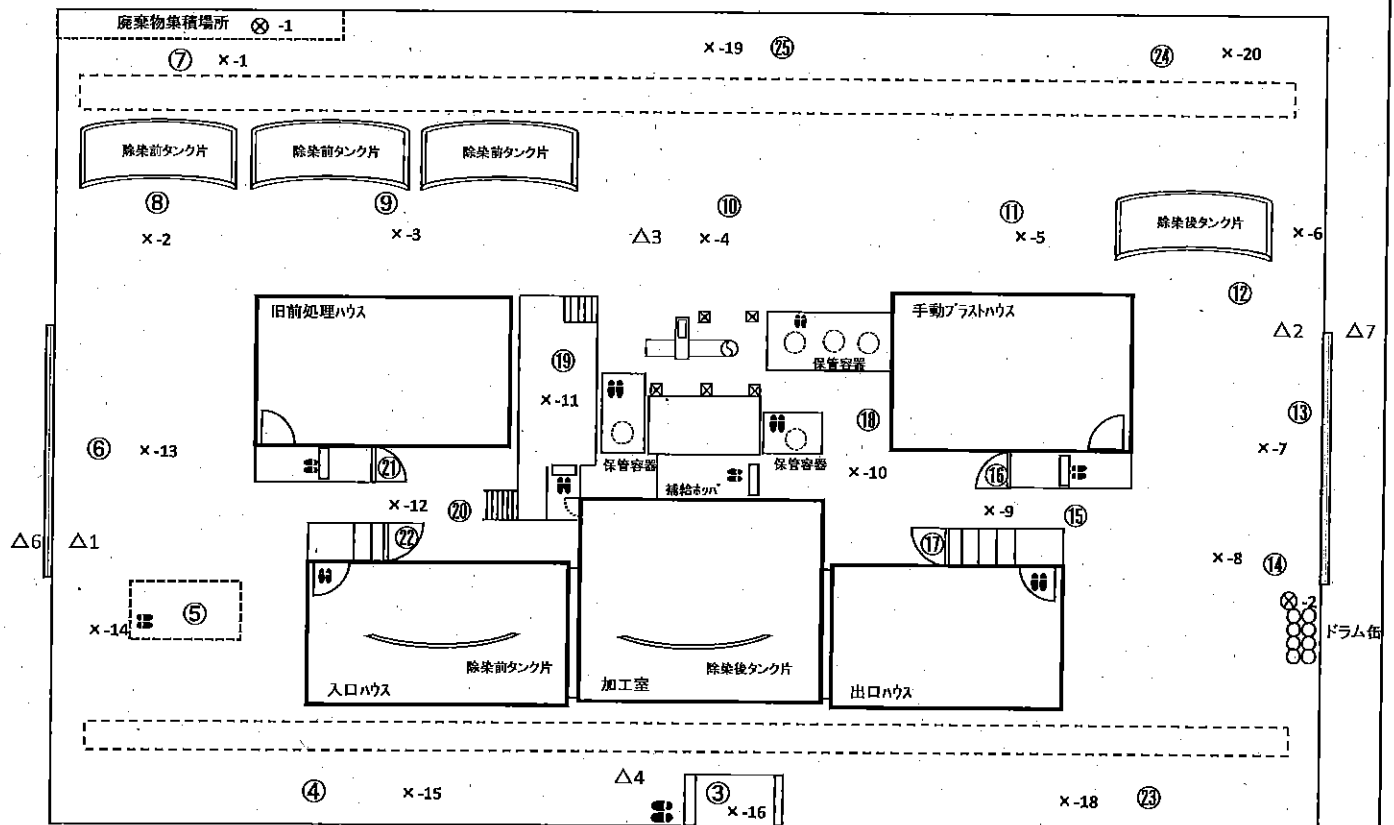 廃棄物集積場所 ⊗ -1
⑦ ×-1
×-19 ㉕
㉔ ×-20
除染前タンク片
除染前タンク片
除染前タンク片
⑧
⑨
⑩
⑪
除染後タンク片
×-2
×-3
△3 ×-4
×-5
×-6
⑫
旧前処理ハウス
手動ブラストハウス
△2 △7
⑲
保管容器
×-11
⑱
⑬
⑥ ×-13
×-7
㉑
保管容器
保管容器
×-10
⑯
補給ホッパ
×-12 ⑳
×-9 ⑮
△6 △1
㉒
⑰
×-8 ⑭
⑤
⊗ -2
×-14
ドラム缶
除染前タンク片
除染後タンク片
入口ハウス
加工室
出口ハウス
④ ×-15
△4
③
×-16
×-18 ㉓